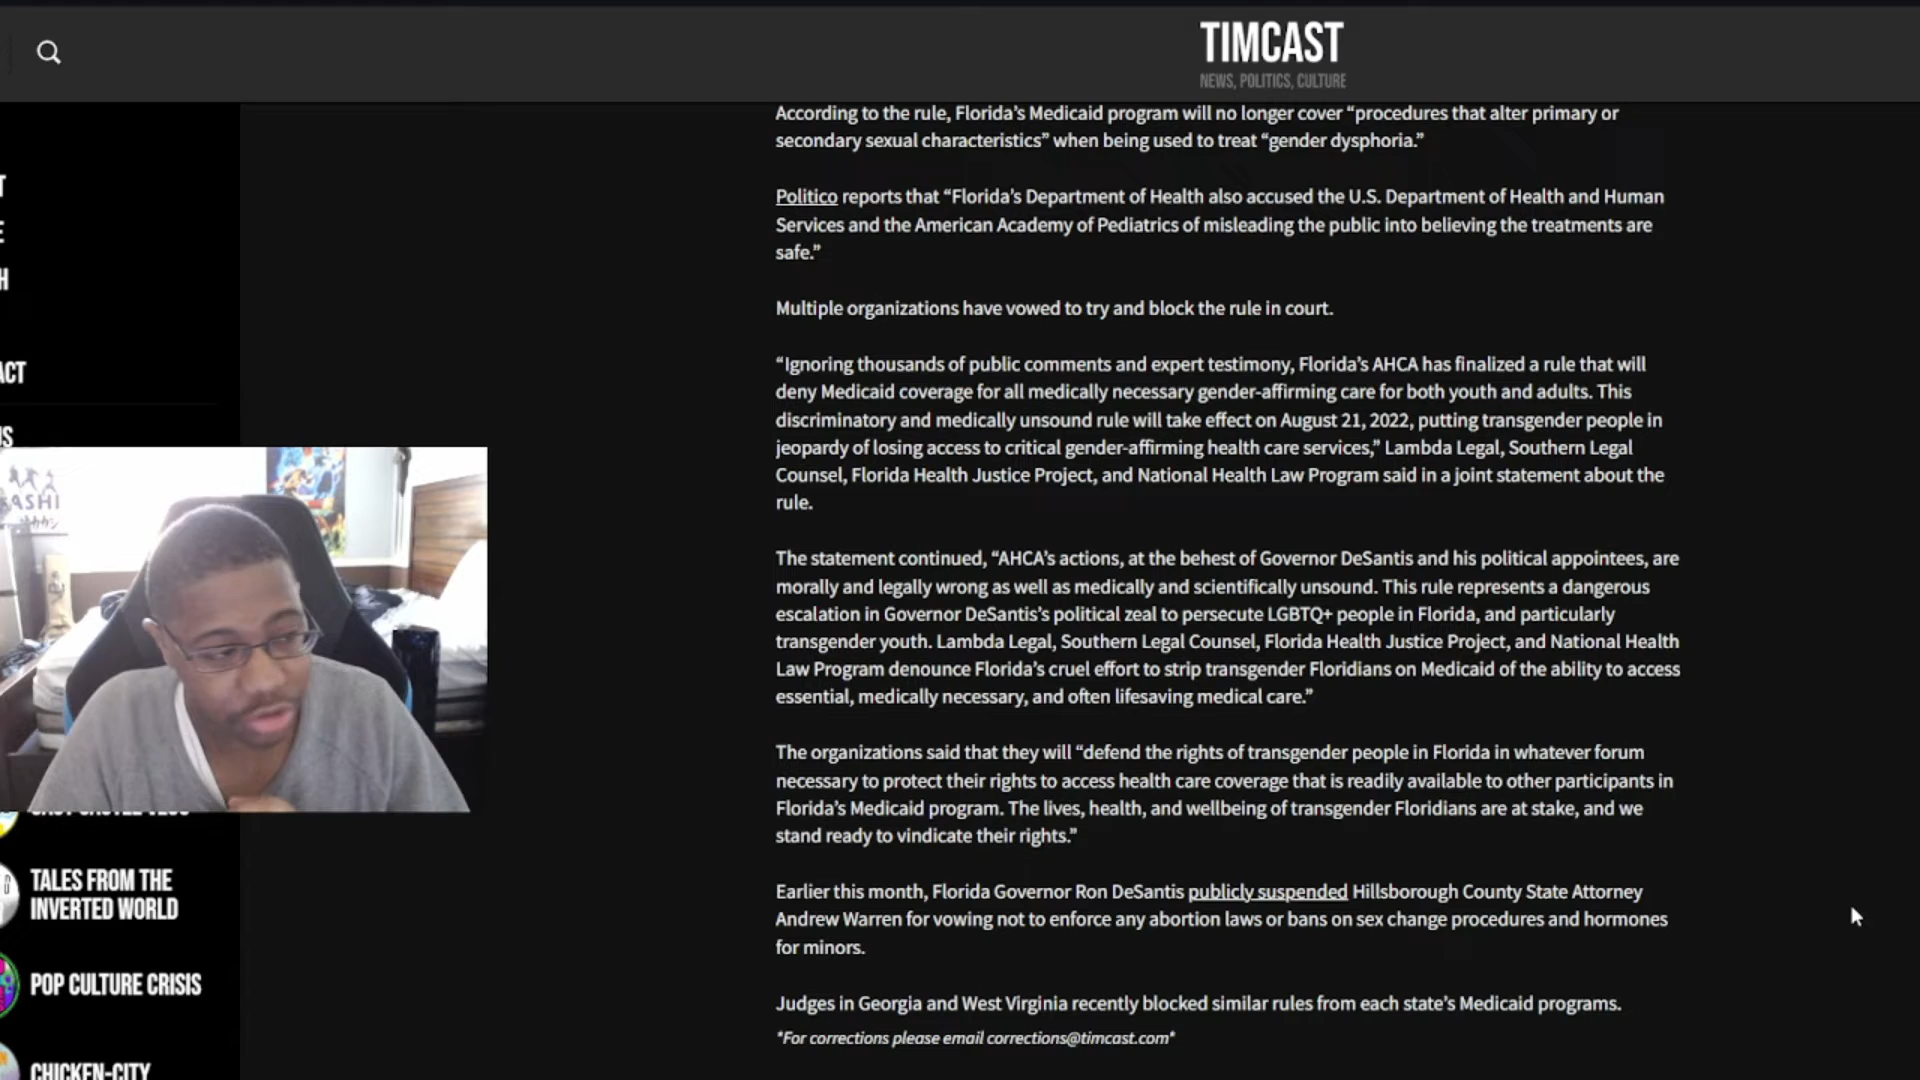 TIMCAST
NEWS, POLITICS, CULTURE
According to the rule, Florida’s Medicaid program will no longer cover “procedures that alter primary or
secondary sexual characteristics” when being used to treat “gender dysphoria.”
Politico reports that “Florida’s Department of Health also accused the U.S. Department of Health and Human
Services and the American Academy of Pediatrics of misleading the public into believing the treatments are
safe.”
Multiple organizations have vowed to try and block the rule in court.
“Ignoring thousands of public comments and expert testimony, Florida’s AHCA has finalized a rule that will
deny Medicaid coverage for all medically necessary gender-affirming care for both youth and adults. This
discriminatory and medically unsound rule will take effect on August 21, 2022, putting transgender people in
jeopardy of losing access to critical gender-affirming health care services,” Lambda Legal, Southern Legal
Counsel, Florida Health Justice Project, and National Health Law Program said in a joint statement about the
rule.
The statement continued, “AHCA’s actions, at the behest of Governor DeSantis and his political appointees, are
morally and legally wrong as well as medically and scientifically unsound. This rule represents a dangerous
escalation in Governor DeSantis’s political zeal to persecute LGBTQ+ people in Florida, and particularly
transgender youth. Lambda Legal, Southern Legal Counsel, Florida Health Justice Project, and National Health
Law Program denounce Florida’s cruel effort to strip transgender Floridians on Medicaid of the ability to access
essential, medically necessary, and often lifesaving medical care.”
The organizations said that they will “defend the rights of transgender people in Florida in whatever forum
necessary to protect their rights to access health care coverage that is readily available to other participants in
Florida’s Medicaid program. The lives, health, and wellbeing of transgender Floridians are at stake, and we
stand ready to vindicate their rights.”
Earlier this month, Florida Governor Ron DeSantis publicly suspended Hillsborough County State Attorney
Andrew Warren for vowing not to enforce any abortion laws or bans on sex change procedures and hormones
for minors.
Judges in Georgia and West Virginia recently blocked similar rules from each state’s Medicaid programs.
*For corrections please email corrections@timcast.com*
T
E
H
ACT
US
ASHI
TALES FROM THE
INVERTED WORLD
POP CULTURE CRISIS
CHICKEN-CITY